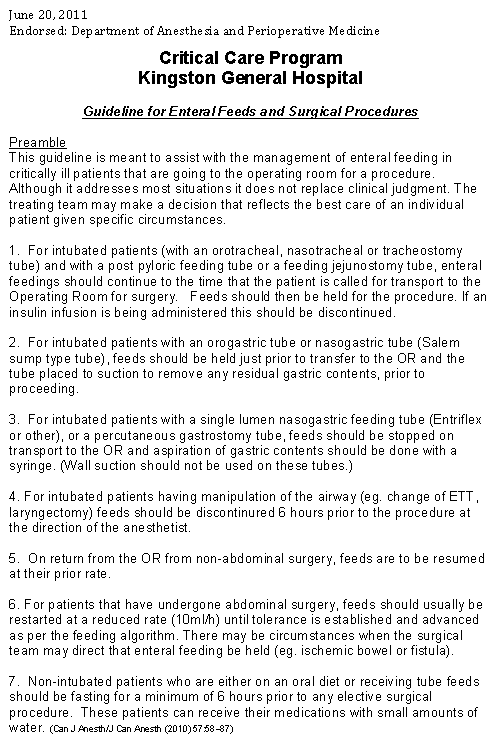 June 20, 2011
Endorsed: Department of Anesthesia and Perioperative Medicine
Critical Care Program
Kingston General Hospital
Guideline for Enteral Feeds and Surgical Procedures
Preamble
This guideline is meant to assist with the management of enteral feeding in
critically ill patients that are going to the operating room for a procedure.
Although it addresses most situations it does not replace clinical judgment. The
treating team may make a decision that reflects the best care of an individual
patient given specific circumstances.
1. For intubated patients (with an orotracheal, nasotracheal or tracheostomy
tube) and with a post pyloric feeding tube or a feeding jejunostomy tube, enteral
feedings should continue to the time that the patient is called for transport to the
Operating Room for surgery. Feeds should then be held for the procedure. If an
insulin infusion is being administered this should be discontinued.
2. For intubated patients with an orogastric tube or nasogastric tube (Salem
sump type tube), feeds should be held just prior to transfer to the OR and the
tube placed to suction to remove any residual gastric contents, prior to
proceeding.
3. For intubated patients with a single lumen nasogastric feeding tube (Entriflex
or other), or a percutaneous gastrostomy tube, feeds should be stopped on
transport to the OR and aspiration of gastric contents should be done with a
syringe. (Wall suction should not be used on these tubes.)
4. For intubated patients having manipulation of the airway (eg. change of ETT,
laryngectomy) feeds should be discontinured 6 hours prior to the procedure at
the direction of the anesthetist.
5. On return from the OR from non-abdominal surgery, feeds are to be resumed
at their prior rate.
6. For patients that have undergone abdominal surgery, feeds should usually be
restarted at a reduced rate (10ml/h) until tolerance is established and advanced
as per the feeding algorithm. There may be circumstances when the surgical
team may direct that enteral feeding be held (eg. ischemic bowel or fistula).
7. Non-intubated patients who are either on an oral diet or receiving tube feeds
should be fasting for a minimum of 6 hours prior to any elective surgical
procedure. These patients can receive their medications with small amounts of
water. (Can J Anesth/J Can Anesth (2010) 57:58–87)